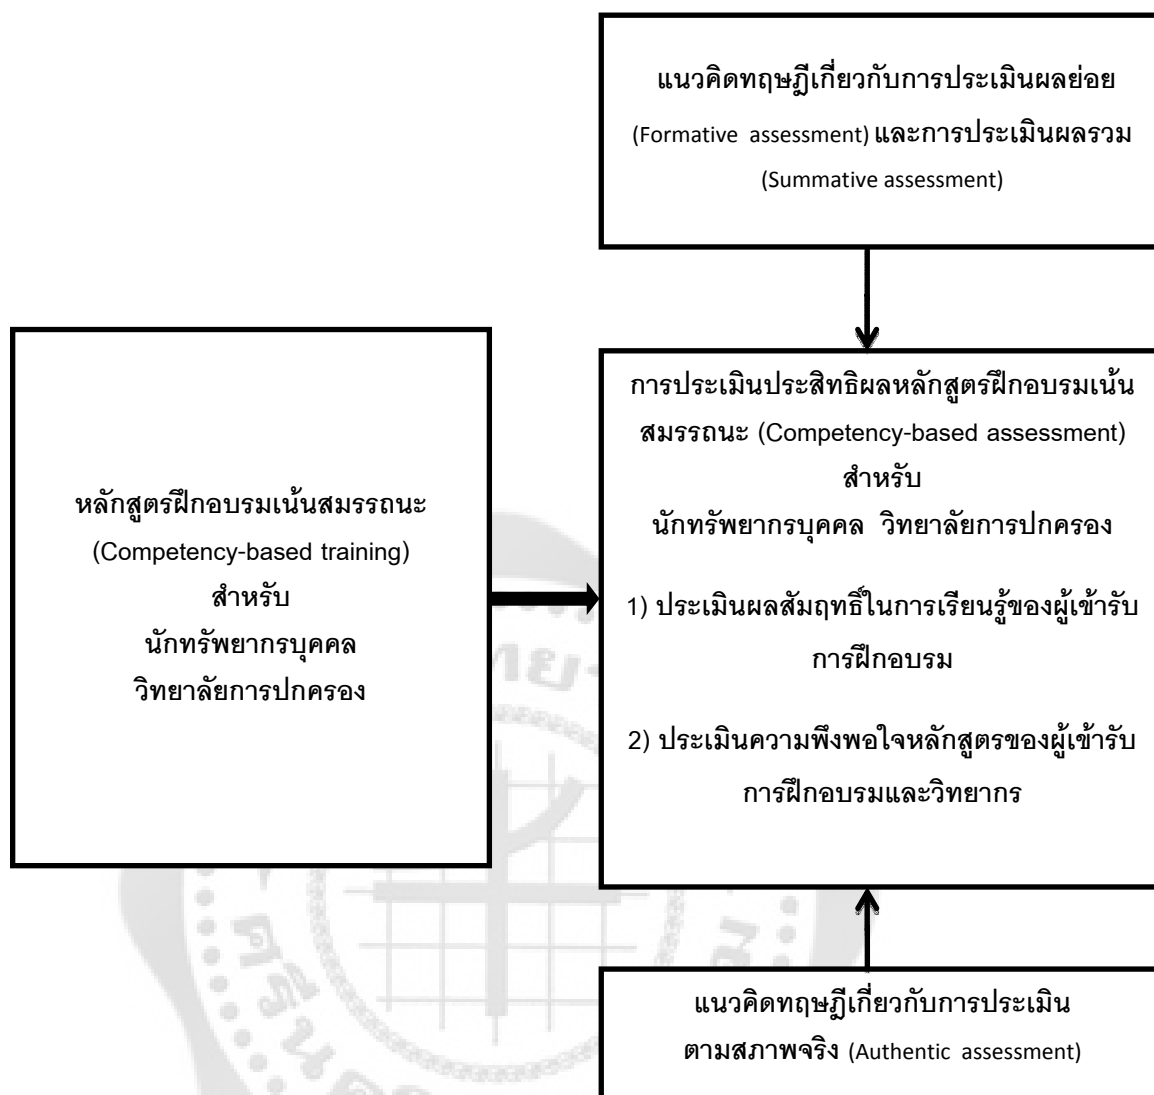 แนวคิดทฤษฎีเกี่ยวกับการประเมินผลย่อย
(Formative assessment) และการประเมินผลรวม
(Summative assessment)
หลักสูตรฝึกอบรมเน้นสมรรถนะ
(Competency-based training)
สำหรับ
นักทรัพยากรบุคคล
วิทยาลัยการปกครอง
การประเมินประสิทธิผลหลักสูตรฝึกอบรมเน้น
สมรรถนะ (Competency-based assessment)
สำหรับ
นักทรัพยากรบุคคล วิทยาลัยการปกครอง
1) ประเมินผลสัมฤทธิ์ในการเรียนรู้ของผู้เข้ารับ
การฝึกอบรม
2) ประเมินความพึงพอใจหลักสูตรของผู้เข้ารับ
การฝึกอบรมและวิทยากร
แนวคิดทฤษฎีเกี่ยวกับการประเมิน
ตามสภาพจริง (Authentic assessment)